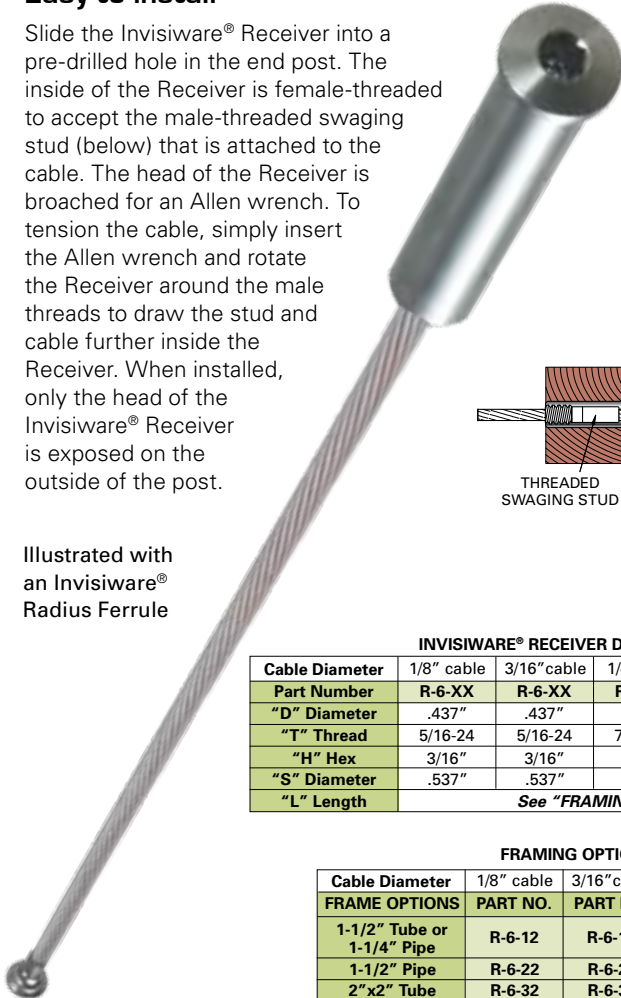 Slide the Invisiware® Receiver into a
pre-drilled hole in the end post. The
inside of the Receiver is female-threaded
to accept the male-threaded swaging
stud (below) that is attached to the
cable. The head of the Receiver is
broached for an Allen wrench. To
tension the cable, simply insert
the Allen wrench and rotate
the Receiver around the male
threads to draw the stud and
cable further inside the
Receiver. When installed,
only the head of the
Invisiware® Receiver
is exposed on the
outside of the post.
THREADED
SWAGING STUD
Illustrated with
an Invisiware®
Radius Ferrule
INVISIWARE® RECEIVER
Cable Diameter 1/8" cable 3/16"cable
Part Number R-6-XX R-6-XX
"D" Diameter .437" .437"
"T" Thread 5/16-24 5/16-24
"H" Hex 3/16" 3/16"
"S" Diameter .537" .537"
"L" Length See
FRAMING
Cable Diameter 1/8" cable
FRAME OPTIONS PART NO. PART
1-1/2" Tube or
1-1/4" Pipe R-6-12
1-1/2" Pipe R-6-22
2"x2" Tube R-6-32